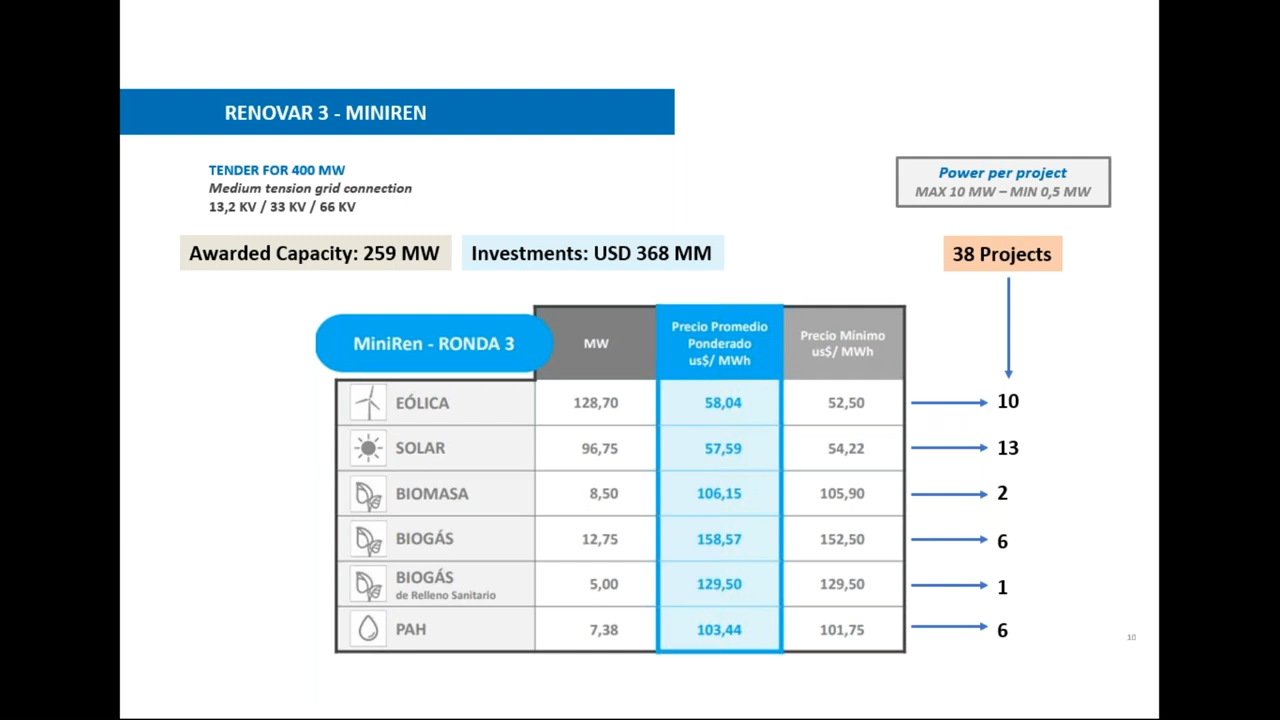 RENOVAR 3 - MINIREN
TENDER FOR 400 MW
Medium tension grid connection
13,2 KV / 33 KV / 66 KV
Power per project
MAX 10 MW – MIN 0,5 MW
Awarded Capacity: 259 MW
Investments: USD 368 MM
38 Projects
MiniRen - RONDA 3
MW
Precio Promedio
Ponderado
us$/ MWh
Precio Mínimo
us$/ MWh
EÓLICA 128,70 58,04 52,50 10
SOLAR 96,75 57,59 54,22 13
BIOMASA 8,50 106,15 105,90 2
BIOGÁS 12,75 158,57 152,50 6
BIOGÁS
de Relleno Sanitario
5,00 129,50 129,50 1
PAH 7,38 103,44 101,75 6
10